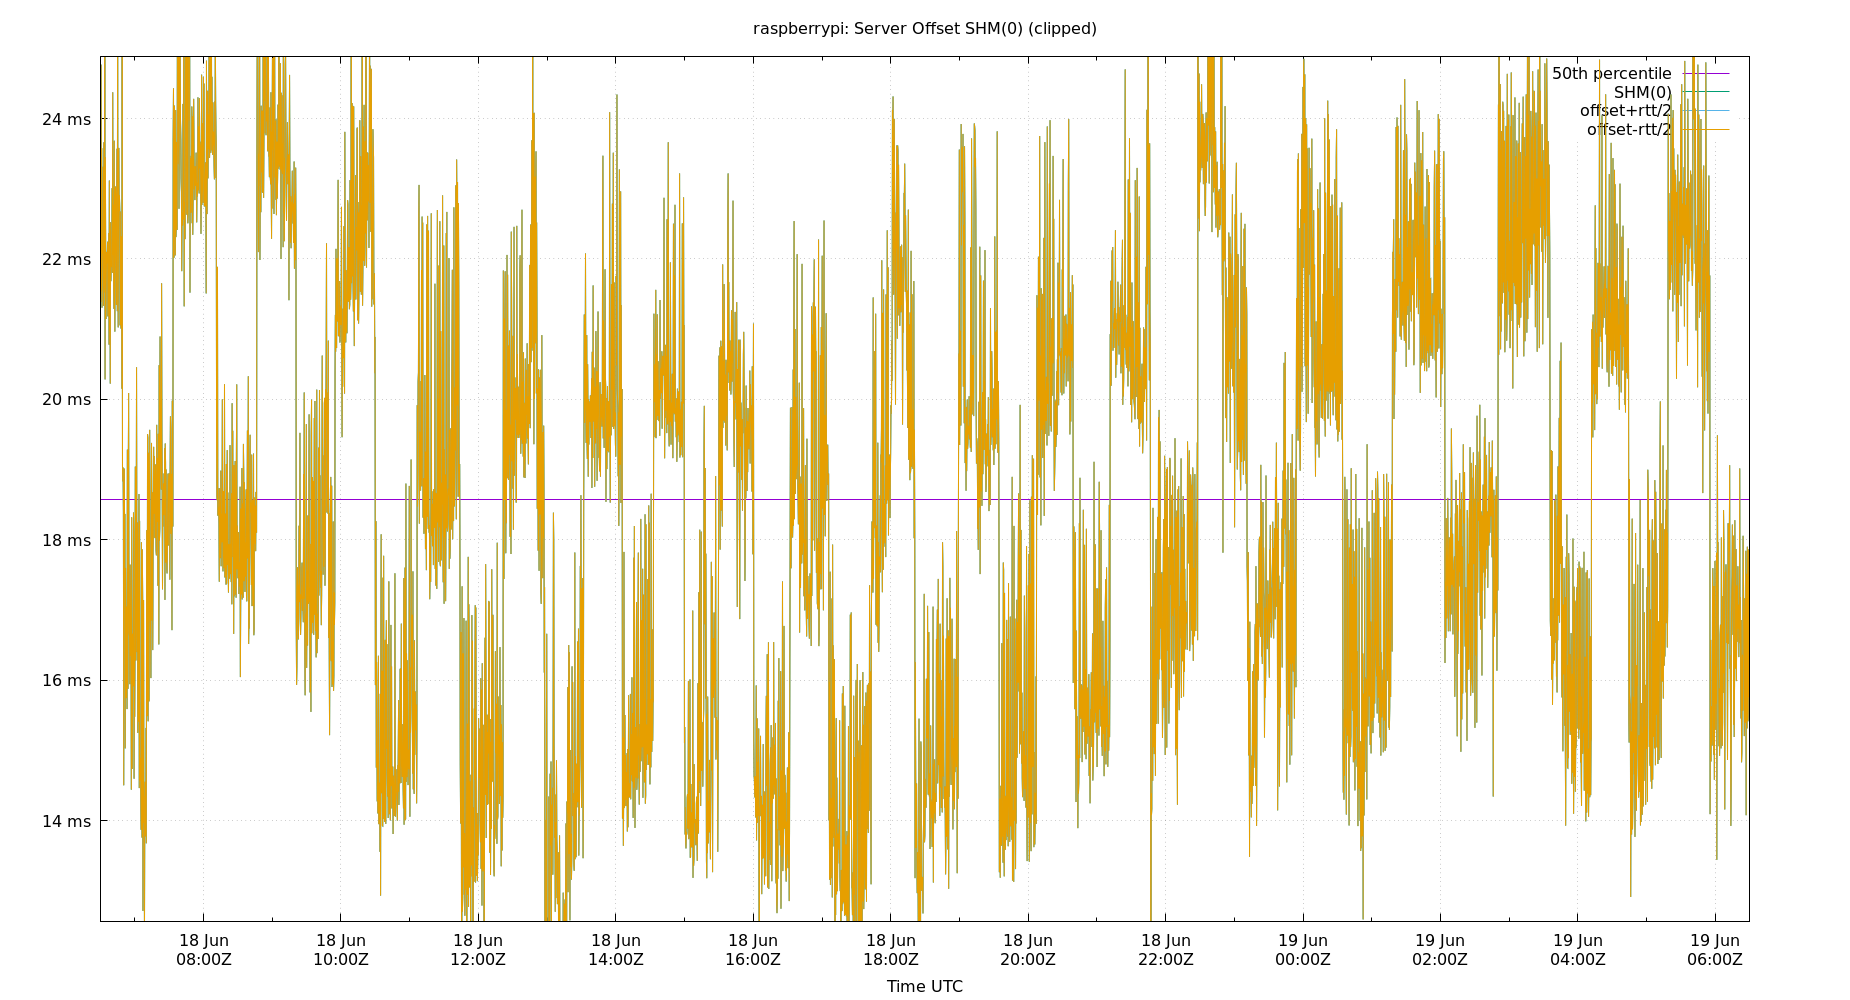 raspberrypi: Server Offset SHM(0) (clipped)
50th percentile
SHM(0)
offset+rtt/2
offset-rtt/2
24 ms
22 ms
20 ms
18 ms
16 ms
14 ms
18 Jun 18 Jun 18 Jun 18 Jun 18 Jun 18 Jun 18 Jun 18 Jun 19 Jun 19 Jun 19 Jun 19 Jun
08:00Z 10:00Z 12:00Z 14:00Z 16:00Z 18:00Z 20:00Z 22:00Z 00:00Z 02:00Z 04:00Z 06:00Z
Time UTC